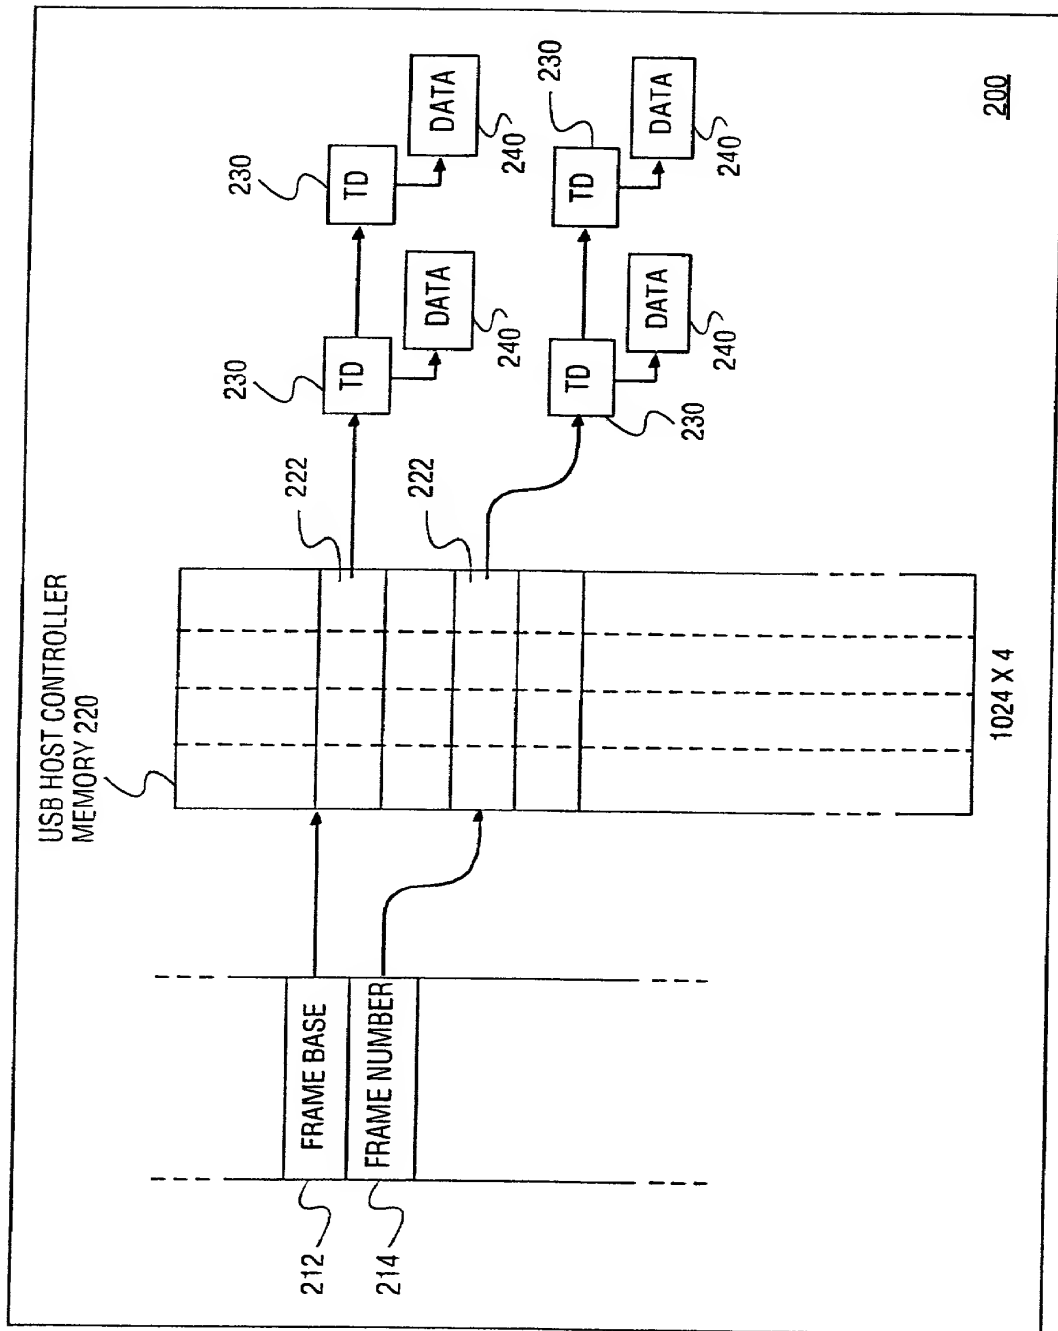 USB HOST CONTROLLER
MEMORY 220
230
230
TD
TD
230
DATA
DATA
240
240
222
222
230
TD
TD
230
DATA
DATA
240
240
212
FRAME BASE
214
FRAME NUMBER
1024 X 4
200